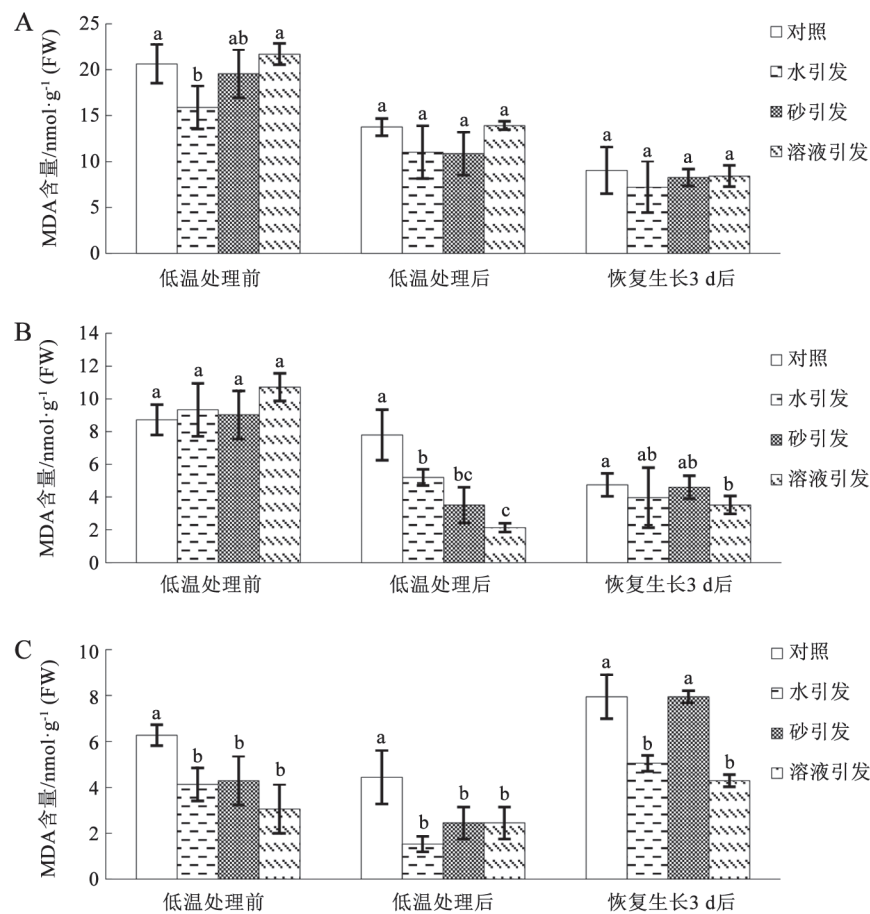 A
MDA含量/nmol·g⁻¹ (FW)
25
20
15
10
5
0
a
b
ab
a
a
a
a
a
a
a
a
a
低温处理前
低温处理后
恢复生长3 d后
对照
水引发
砂引发
溶液引发
B
MDA含量/nmol·g⁻¹ (FW)
14
12
10
8
6
4
2
0
a
a
a
a
a
b
bc
c
a
ab
ab
b
低温处理前
低温处理后
恢复生长3 d后
对照
水引发
砂引发
溶液引发
C
MDA含量/nmol·g⁻¹ (FW)
10
8
6
4
2
0
a
b
b
b
a
b
b
b
a
b
a
b
低温处理前
低温处理后
恢复生长3 d后
对照
水引发
砂引发
溶液引发